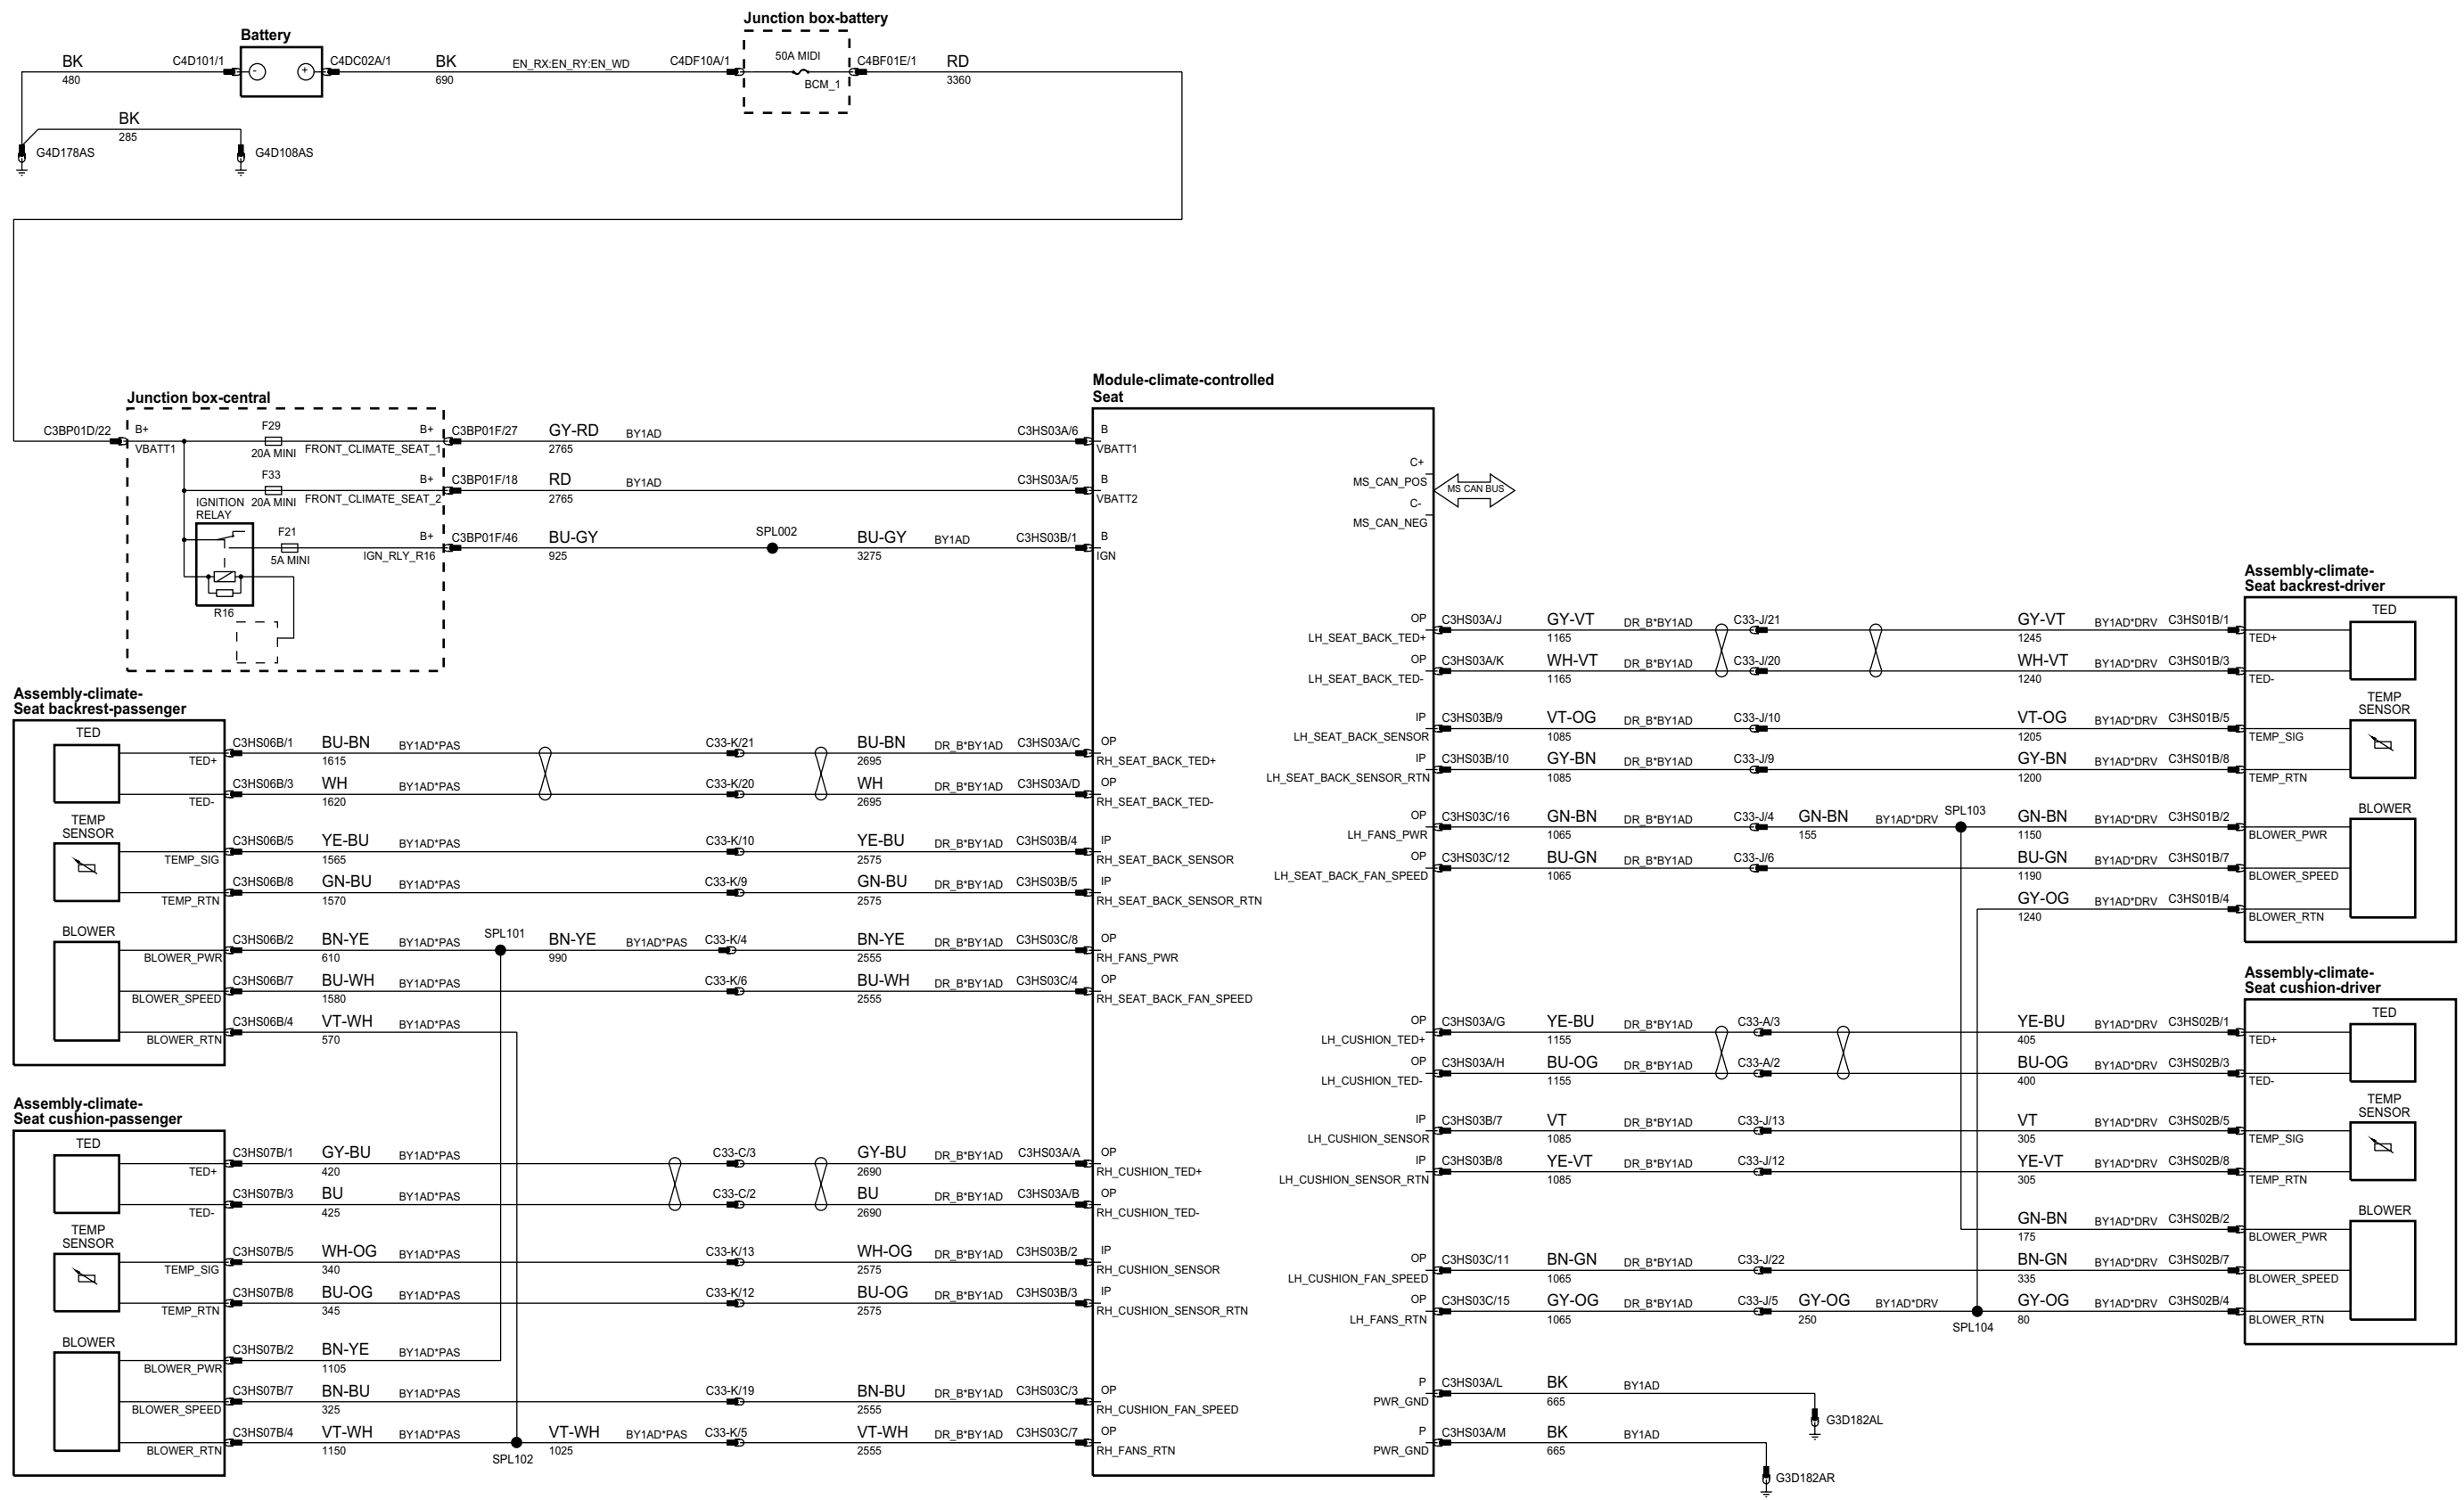 Junction box-battery
Battery
BK
480
C4D101/1
-
+
C4DC02A/1
BK
690
EN_RX:EN_RY:EN_WD
C4DF10A/1
50A MIDI
BCM_1
C4BF01E/1
RD
3360
BK
285
G4D178AS
G4D108AS
Junction box-central
C3BP01D/22
B+
VBATT1
F29
20A MINI
B+
FRONT_CLIMATE_SEAT_1
C3BP01F/27
GY-RD
2765
BY1AD
C3HS03A/6
F33
20A MINI
B+
FRONT_CLIMATE_SEAT_2
C3BP01F/18
RD
2765
BY1AD
C3HS03A/5
IGNITION
RELAY
R16
F21
5A MINI
B+
IGN_RLY_R16
C3BP01F/46
BU-GY
925
SPL002
BU-GY
3275
BY1AD
C3HS03B/1
Module-climate-controlled
Seat
B
VBATT1
B
VBATT2
B
IGN
C+
MS_CAN_POS
C-
MS_CAN_NEG
MS CAN BUS
Assembly-climate-
Seat backrest-passenger
TED
TED+
C3HS06B/1
BU-BN
1615
BY1AD*PAS
C33-K/21
BU-BN
2695
DR_B*BY1AD
C3HS03A/C
OP
RH_SEAT_BACK_TED+
TED-
C3HS06B/3
WH
1620
BY1AD*PAS
C33-K/20
WH
2695
DR_B*BY1AD
C3HS03A/D
OP
RH_SEAT_BACK_TED-
TEMP
SENSOR
TEMP_SIG
C3HS06B/5
YE-BU
1565
BY1AD*PAS
C33-K/10
YE-BU
2575
DR_B*BY1AD
C3HS03B/4
IP
RH_SEAT_BACK_SENSOR
TEMP_RTN
C3HS06B/8
GN-BU
1570
BY1AD*PAS
C33-K/9
GN-BU
2575
DR_B*BY1AD
C3HS03B/5
IP
RH_SEAT_BACK_SENSOR_RTN
BLOWER
BLOWER_PWR
C3HS06B/2
BN-YE
610
BY1AD*PAS
SPL101
BN-YE
990
BY1AD*PAS
C33-K/4
BN-YE
2555
DR_B*BY1AD
C3HS03C/8
OP
RH_FANS_PWR
BLOWER_SPEED
C3HS06B/7
BU-WH
1580
BY1AD*PAS
C33-K/6
BU-WH
2555
DR_B*BY1AD
C3HS03C/4
OP
RH_SEAT_BACK_FAN_SPEED
BLOWER_RTN
C3HS06B/4
VT-WH
570
BY1AD*PAS
Assembly-climate-
Seat cushion-passenger
TED
TED+
C3HS07B/1
GY-BU
420
BY1AD*PAS
C33-C/3
GY-BU
2690
DR_B*BY1AD
C3HS03A/A
OP
RH_CUSHION_TED+
TED-
C3HS07B/3
BU
425
BY1AD*PAS
C33-C/2
BU
2690
DR_B*BY1AD
C3HS03A/B
OP
RH_CUSHION_TED-
TEMP
SENSOR
TEMP_SIG
C3HS07B/5
WH-OG
340
BY1AD*PAS
C33-K/13
WH-OG
2575
DR_B*BY1AD
C3HS03B/2
IP
RH_CUSHION_SENSOR
TEMP_RTN
C3HS07B/8
BU-OG
345
BY1AD*PAS
C33-K/12
BU-OG
2575
DR_B*BY1AD
C3HS03B/3
IP
RH_CUSHION_SENSOR_RTN
BLOWER
BLOWER_PWR
C3HS07B/2
BN-YE
1105
BY1AD*PAS
BLOWER_SPEED
C3HS07B/7
BN-BU
325
BY1AD*PAS
C33-K/19
BN-BU
2555
DR_B*BY1AD
C3HS03C/3
OP
RH_CUSHION_FAN_SPEED
BLOWER_RTN
C3HS07B/4
VT-WH
1150
BY1AD*PAS
SPL102
VT-WH
1025
BY1AD*PAS
C33-K/5
VT-WH
2555
DR_B*BY1AD
C3HS03C/7
OP
RH_FANS_RTN
Assembly-climate-
Seat backrest-driver
OP
LH_SEAT_BACK_TED+
C3HS03A/J
GY-VT
1165
DR_B*BY1AD
C33-J/21
GY-VT
1245
BY1AD*DRV
C3HS01B/1
TED+
TED
OP
LH_SEAT_BACK_TED-
C3HS03A/K
WH-VT
1165
DR_B*BY1AD
C33-J/20
WH-VT
1240
BY1AD*DRV
C3HS01B/3
TED-
IP
LH_SEAT_BACK_SENSOR
C3HS03B/9
VT-OG
1085
DR_B*BY1AD
C33-J/10
VT-OG
1205
BY1AD*DRV
C3HS01B/5
TEMP_SIG
TEMP
SENSOR
IP
LH_SEAT_BACK_SENSOR_RTN
C3HS03B/10
GY-BN
1085
DR_B*BY1AD
C33-J/9
GY-BN
1200
BY1AD*DRV
C3HS01B/8
TEMP_RTN
OP
LH_FANS_PWR
C3HS03C/16
GN-BN
1065
DR_B*BY1AD
C33-J/4
GN-BN
155
BY1AD*DRV
SPL103
GN-BN
1150
BY1AD*DRV
C3HS01B/2
BLOWER_PWR
BLOWER
OP
LH_SEAT_BACK_FAN_SPEED
C3HS03C/12
BU-GN
1065
DR_B*BY1AD
C33-J/6
BU-GN
1190
BY1AD*DRV
C3HS01B/7
BLOWER_SPEED
GY-OG
1240
BY1AD*DRV
C3HS01B/4
BLOWER_RTN
Assembly-climate-
Seat cushion-driver
OP
LH_CUSHION_TED+
C3HS03A/G
YE-BU
1155
DR_B*BY1AD
C33-A/3
YE-BU
405
BY1AD*DRV
C3HS02B/1
TED+
TED
OP
LH_CUSHION_TED-
C3HS03A/H
BU-OG
1155
DR_B*BY1AD
C33-A/2
BU-OG
400
BY1AD*DRV
C3HS02B/3
TED-
IP
LH_CUSHION_SENSOR
C3HS03B/7
VT
1085
DR_B*BY1AD
C33-J/13
VT
305
BY1AD*DRV
C3HS02B/5
TEMP_SIG
TEMP
SENSOR
IP
LH_CUSHION_SENSOR_RTN
C3HS03B/8
YE-VT
1085
DR_B*BY1AD
C33-J/12
YE-VT
305
BY1AD*DRV
C3HS02B/8
TEMP_RTN
GN-BN
175
BY1AD*DRV
C3HS02B/2
BLOWER_PWR
BLOWER
OP
LH_CUSHION_FAN_SPEED
C3HS03C/11
BN-GN
1065
DR_B*BY1AD
C33-J/22
BN-GN
335
BY1AD*DRV
C3HS02B/7
BLOWER_SPEED
OP
LH_FANS_RTN
C3HS03C/15
GY-OG
1065
DR_B*BY1AD
C33-J/5
GY-OG
250
BY1AD*DRV
SPL104
GY-OG
80
BY1AD*DRV
C3HS02B/4
BLOWER_RTN
P
PWR_GND
C3HS03A/L
BK
665
BY1AD
G3D182AL
P
PWR_GND
C3HS03A/M
BK
665
BY1AD
G3D182AR